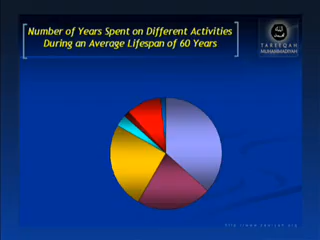 Number of Years Spent on Different Activities
During an Average Lifespan of 60 Years
TAREEQAH
MUHAMMADIYAH